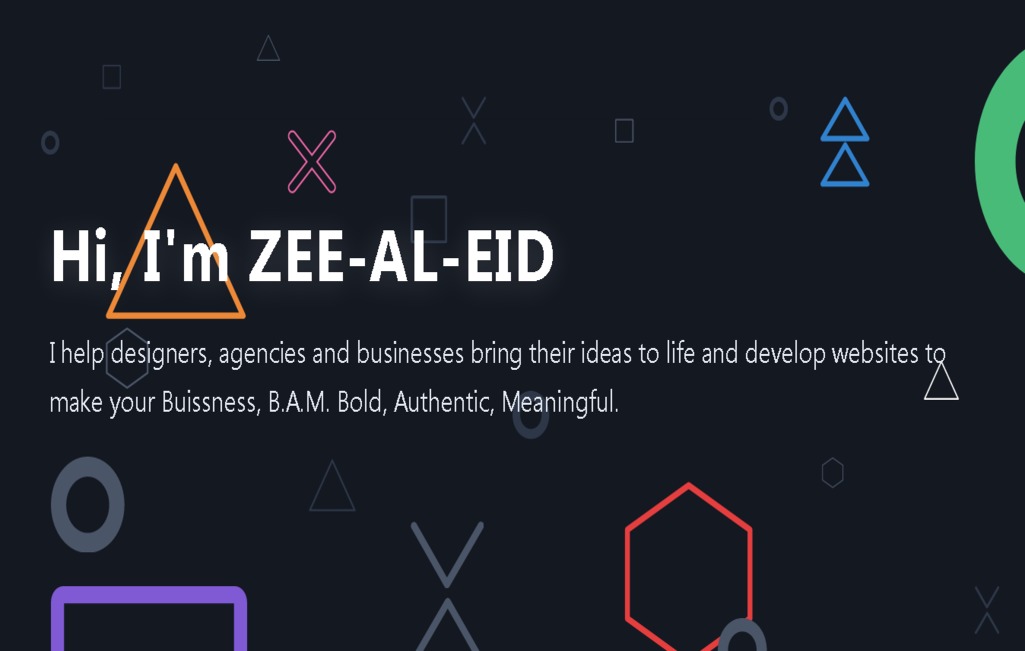 Hi, I'm ZEE-AL-EID
I help designers, agencies and businesses bring their ideas to life and develop websites to
make your Buissness, B.A.M. Bold, Authentic, Meaningful.